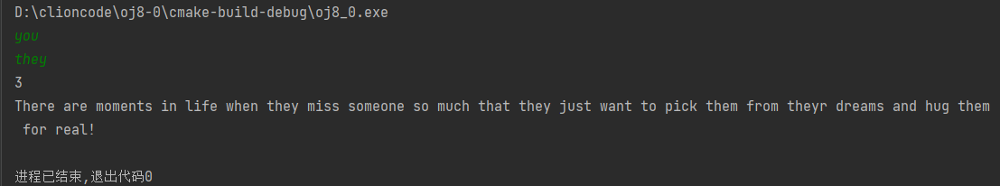 D:\clioncode\oj8-0\cmake-build-debug\oj8_0.exe
you
they
3
There are moments in life when they miss someone so much that they just want to pick them from theyr dreams and hug them
for real!
进程已结束,退出代码0